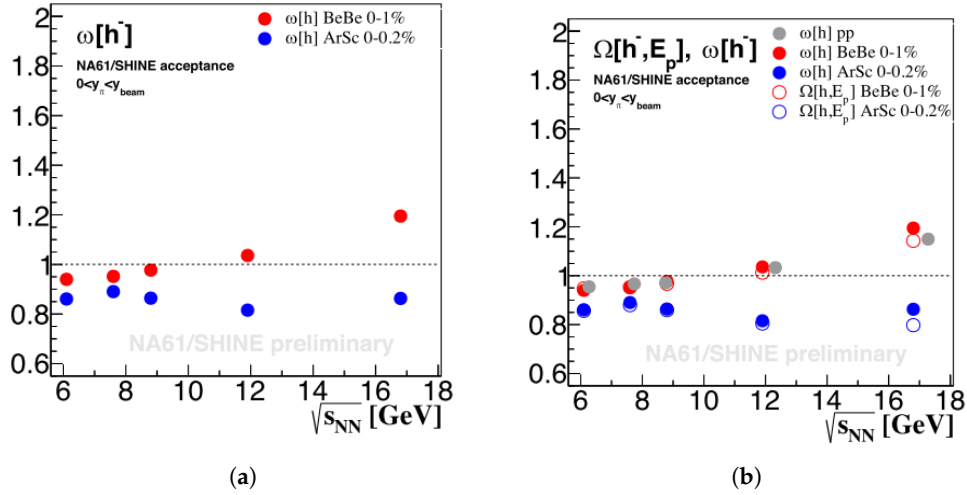 ω[h⁻]
NA61/SHINE acceptance
0<y_π<y_beam
ω[h] BeBe 0-1%
ω[h] ArSc 0-0.2%
2
1.8
1.6
1.4
1.2
1
0.8
0.6
NA61/SHINE preliminary
6 8 10 12 14 16 18
√s_NN [GeV]
(a)
Ω[h⁻,E_p], ω[h⁻]
NA61/SHINE acceptance
0<y_π<y_beam
ω[h] pp
ω[h] BeBe 0-1%
ω[h] ArSc 0-0.2%
Ω[h,E_p] BeBe 0-1%
Ω[h,E_p] ArSc 0-0.2%
2
1.8
1.6
1.4
1.2
1
0.8
0.6
NA61/SHINE preliminary
6 8 10 12 14 16 18
√s_NN [GeV]
(b)